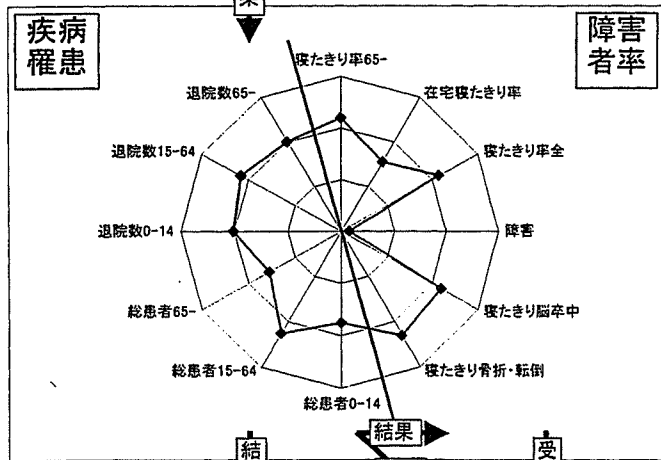 果
疾病
罹患
障害
者率
寝たきり率65-
退院数65-
在宅寝たきり率
退院数15-64
寝たきり率全
退院数0-14
障害
総患者65-
寝たきり脳卒中
総患者15-64
寝たきり骨折・転倒
総患者0-14
結果
結
受